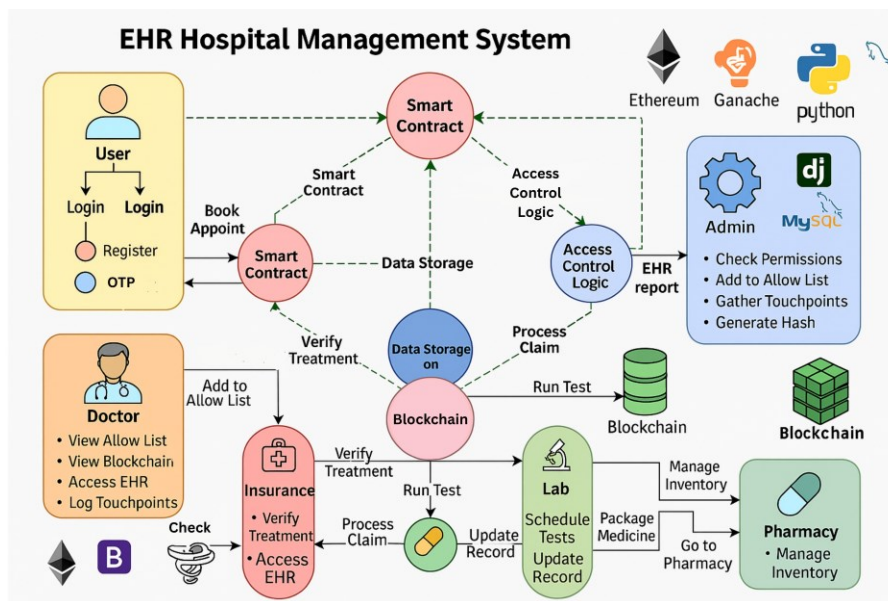 EHR Hospital Management System
Ethereum
Ganache
python
User
Login
Login
Register
OTP
Smart
Contract
Smart
Contract
Access
Control
Logic
Book
Appoint
Smart
Contract
Data Storage
Access
Control
Logic
EHR
report
dj
Admin
MySQL
• Check Permissions
• Add to Allow List
• Gather Touchpoints
• Generate Hash
Verify
Treatment
Data Storage
on
Process
Claim
Blockchain
Run Test
Blockchain
Blockchain
Doctor
• View Allow List
• View Blockchain
• Access EHR
• Log Touchpoints
Add to
Allow List
Insurance
• Verify
Treatment
• Access
EHR
Verify
Treatment
Run Test
Process
Claim
Update
Record
Lab
Schedule
Tests
Update
Record
Manage
Inventory
Package
Medicine
Go to
Pharmacy
Pharmacy
• Manage
Inventory
Check
B